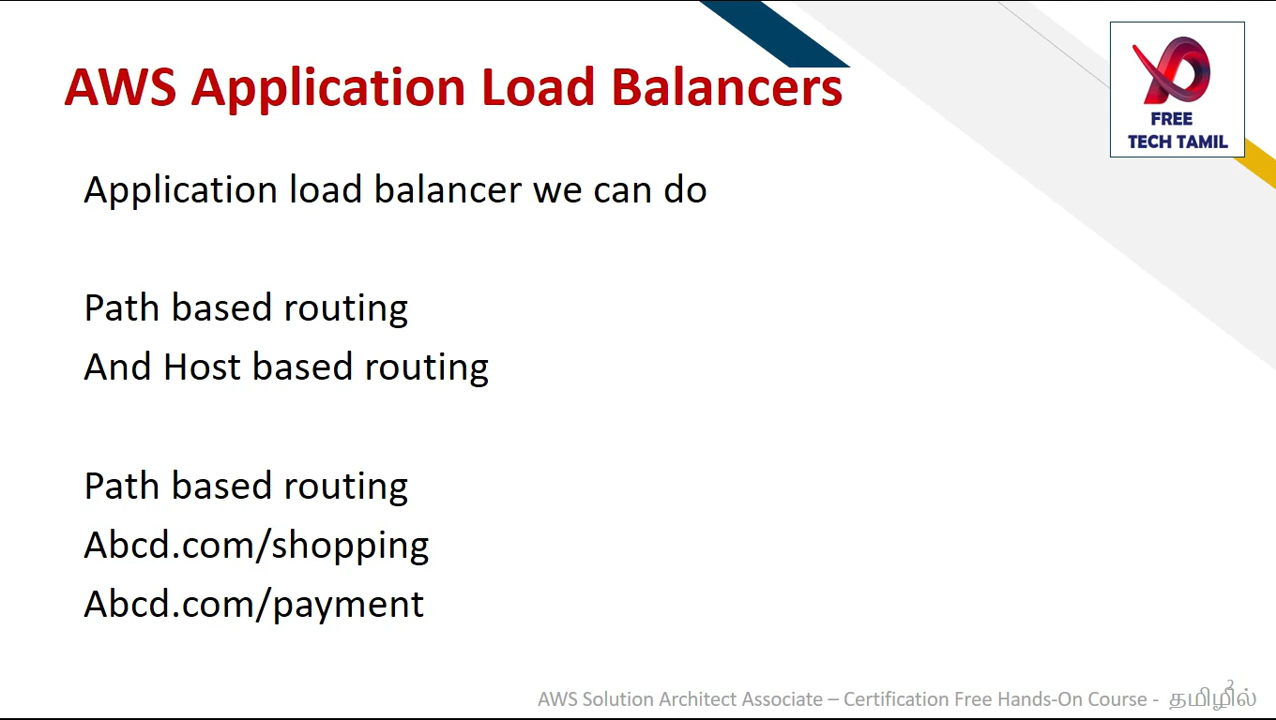 AWS Application Load Balancers
FREE
TECH TAMIL
Application load balancer we can do
Path based routing
And Host based routing
Path based routing
Abcd.com/shopping
Abcd.com/payment
2
AWS Solution Architect Associate – Certification Free Hands-On Course - தமிழில்